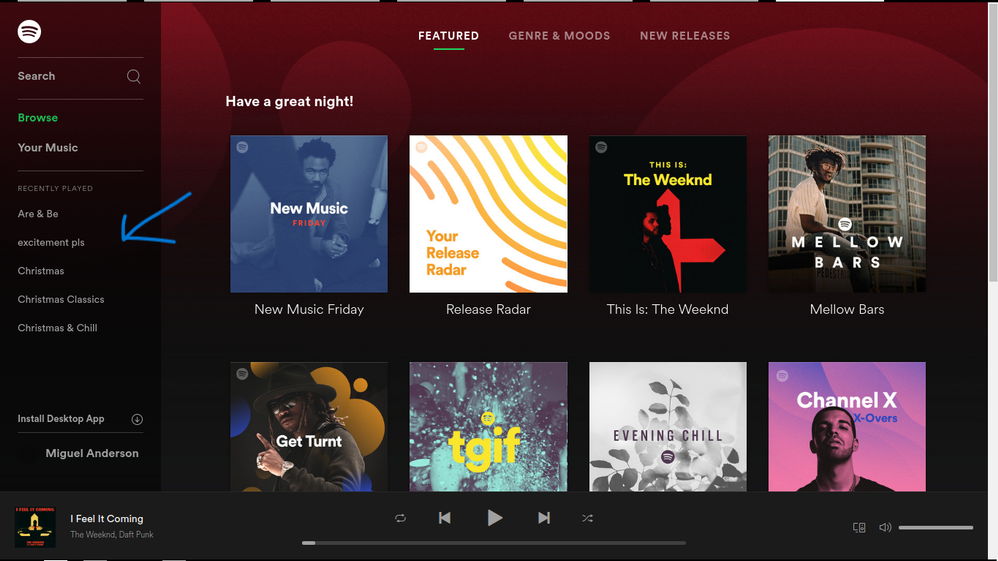 Search
Browse
Your Music
RECENTLY PLAYED
Are & Be
excitement pls
Christmas
Christmas Classics
Christmas & Chill
Install Desktop App
Miguel Anderson
FEATURED GENRE & MOODS NEW RELEASES
Have a great night!
New Music
FRIDAY
New Music Friday
Your
Release
Radar
Release Radar
THIS IS:
The Weeknd
This Is: The Weeknd
MELLOW
BARS
Mellow Bars
Get Turnt
tgif
EVENING CHILL
Channel X
X-Overs
I FEEL IT COMING
I Feel It Coming
The Weeknd, Daft Punk